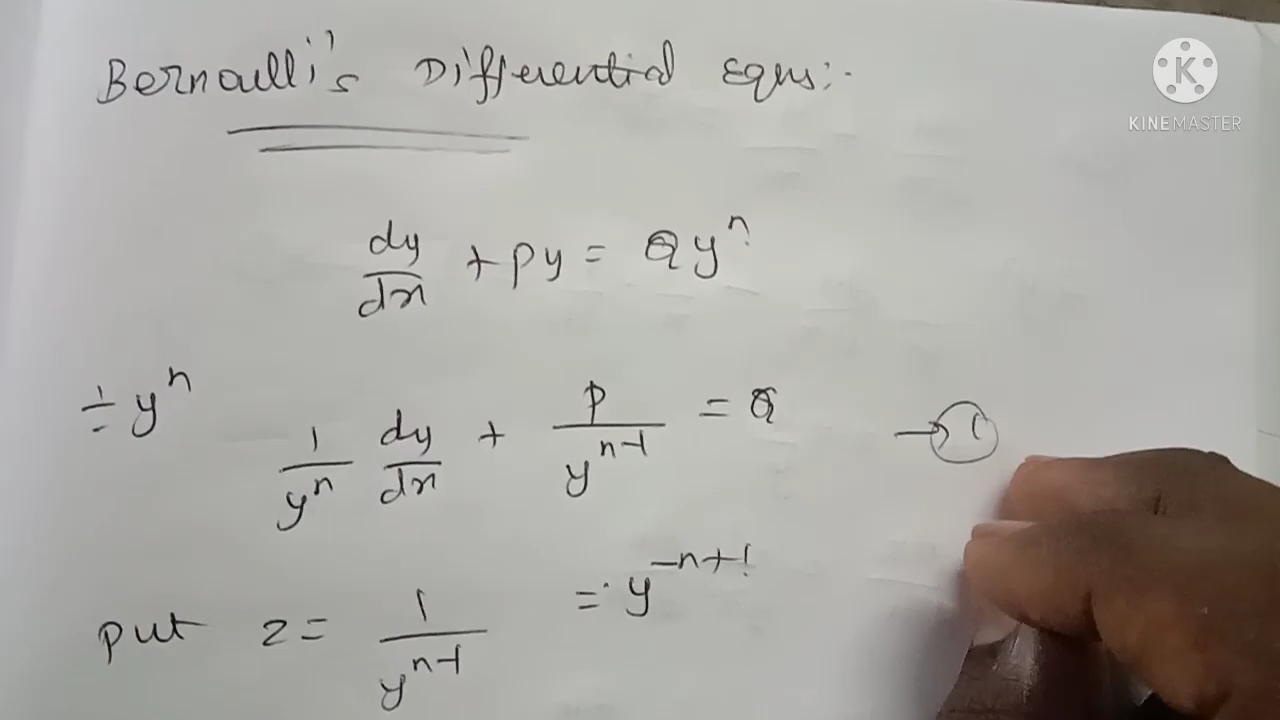 Bernaulli's Differential Eqns:-
K
KINEMASTER
dy/dx + py = Qy^n
÷ y^n 1/y^n dy/dx + p/y^(n-1) = Q → (1)
put z = 1/y^(n-1) = y^(-n+1)